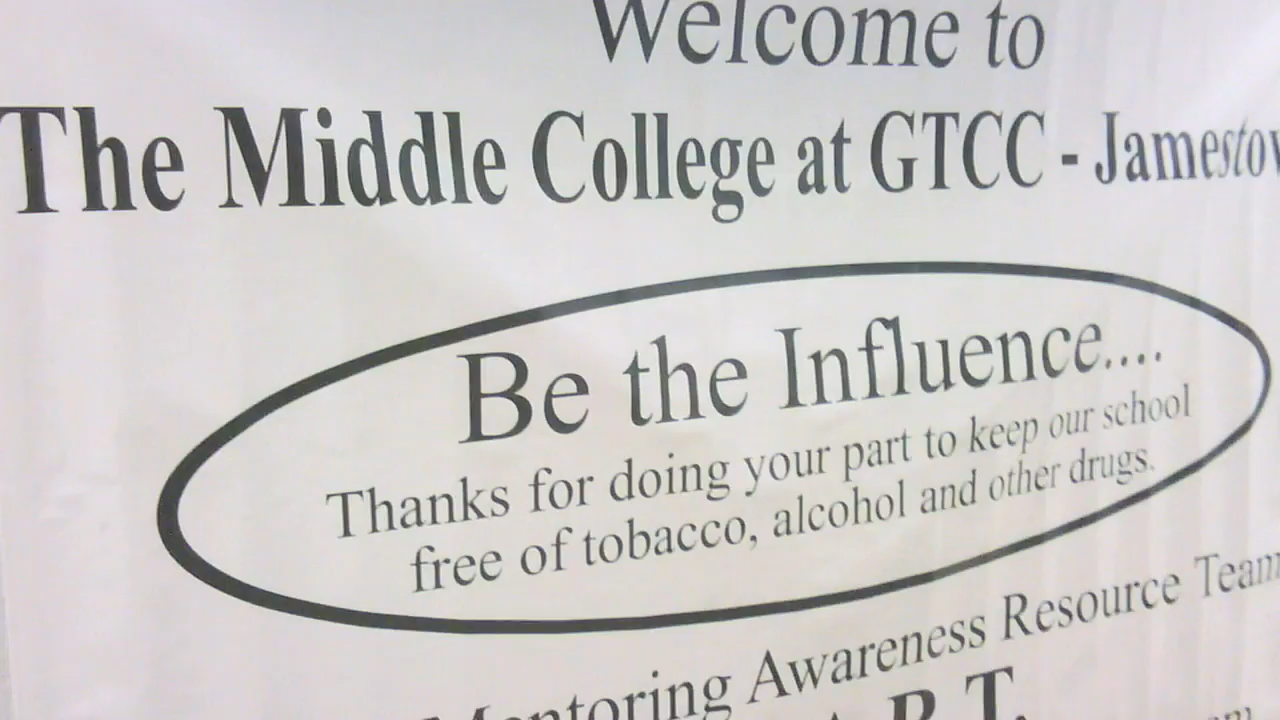 Welcome to
The Middle College at GTCC - Jamesto
Be the Influence....
Thanks for doing your part to keep our school
free of tobacco, alcohol and other drugs.
Mentoring Awareness Resource Team
R.T.